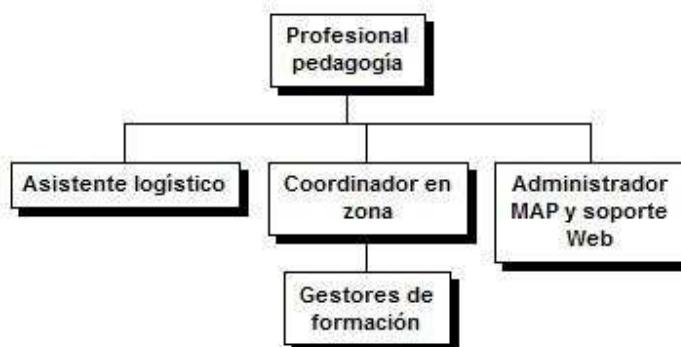 Profesional
pedagogía
Asistente logístico
Coordinador en
zona
Administrador
MAP y soporte
Web
Gestores de
formación